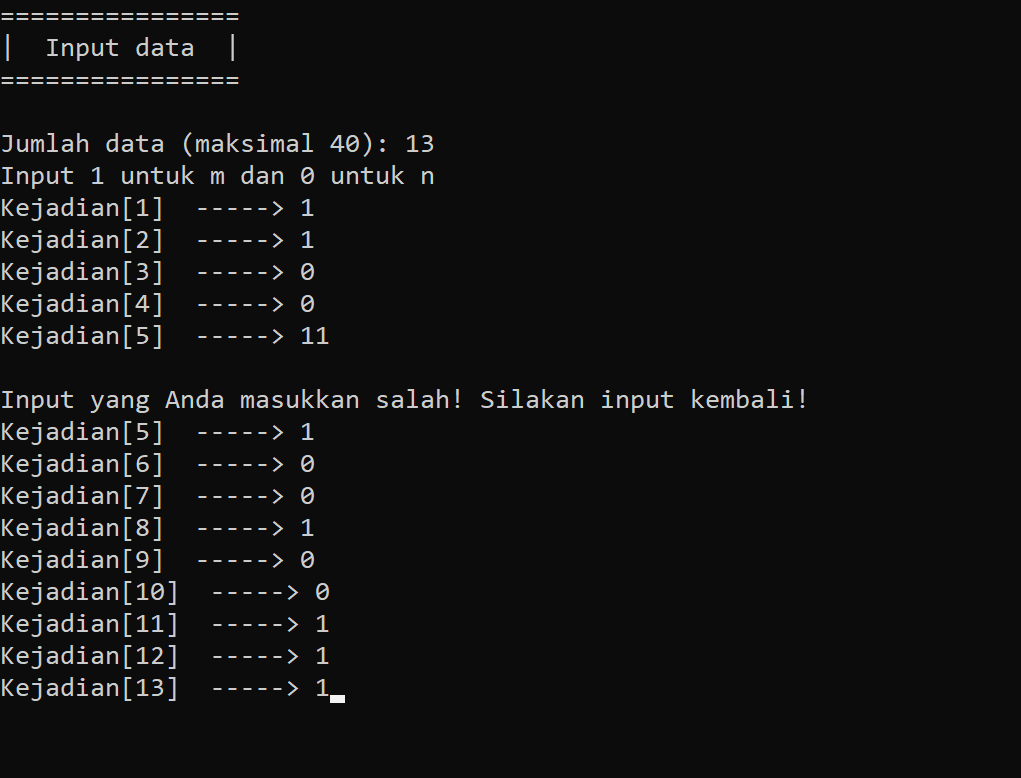 ================
|  Input data  |
================
Jumlah data (maksimal 40): 13
Input 1 untuk m dan 0 untuk n
Kejadian[1]  -----> 1
Kejadian[2]  -----> 1
Kejadian[3]  -----> 0
Kejadian[4]  -----> 0
Kejadian[5]  -----> 11
Input yang Anda masukkan salah! Silakan input kembali!
Kejadian[5]  -----> 1
Kejadian[6]  -----> 0
Kejadian[7]  -----> 0
Kejadian[8]  -----> 1
Kejadian[9]  -----> 0
Kejadian[10]  -----> 0
Kejadian[11]  -----> 1
Kejadian[12]  -----> 1
Kejadian[13]  -----> 1